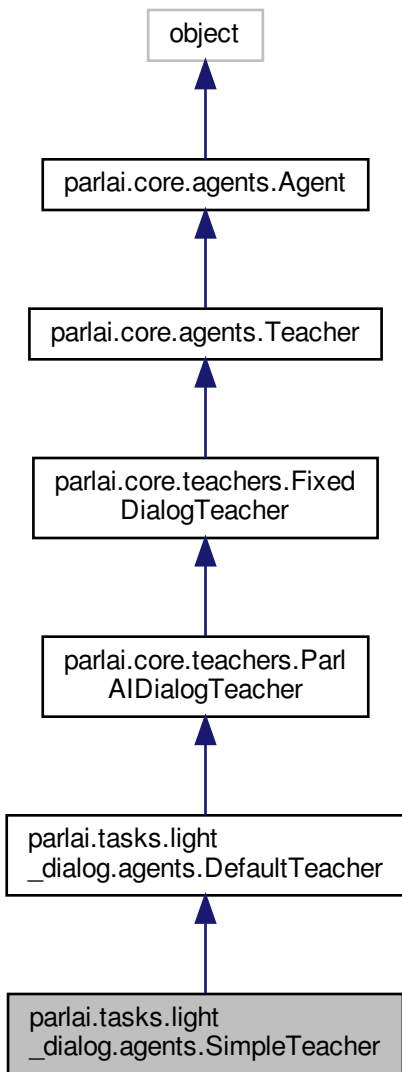 object
parlai.core.agents.Agent
parlai.core.agents.Teacher
parlai.core.teachers.Fixed
DialogTeacher
parlai.core.teachers.Parl
AIDialogTeacher
parlai.tasks.light
_dialog.agents.DefaultTeacher
parlai.tasks.light
_dialog.agents.SimpleTeacher